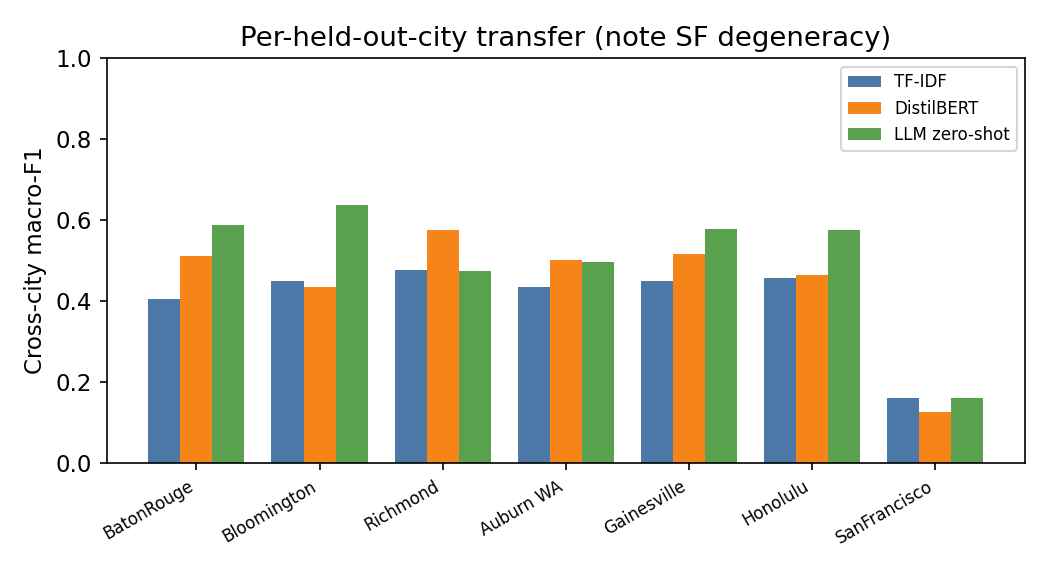 Per-held-out-city transfer (note SF degeneracy)
Cross-city macro-F1
1.0
0.8
0.6
0.4
0.2
0.0
TF-IDF
DistilBERT
LLM zero-shot
BatonRouge
Bloomington
Richmond
Auburn WA
Gainesville
Honolulu
SanFrancisco